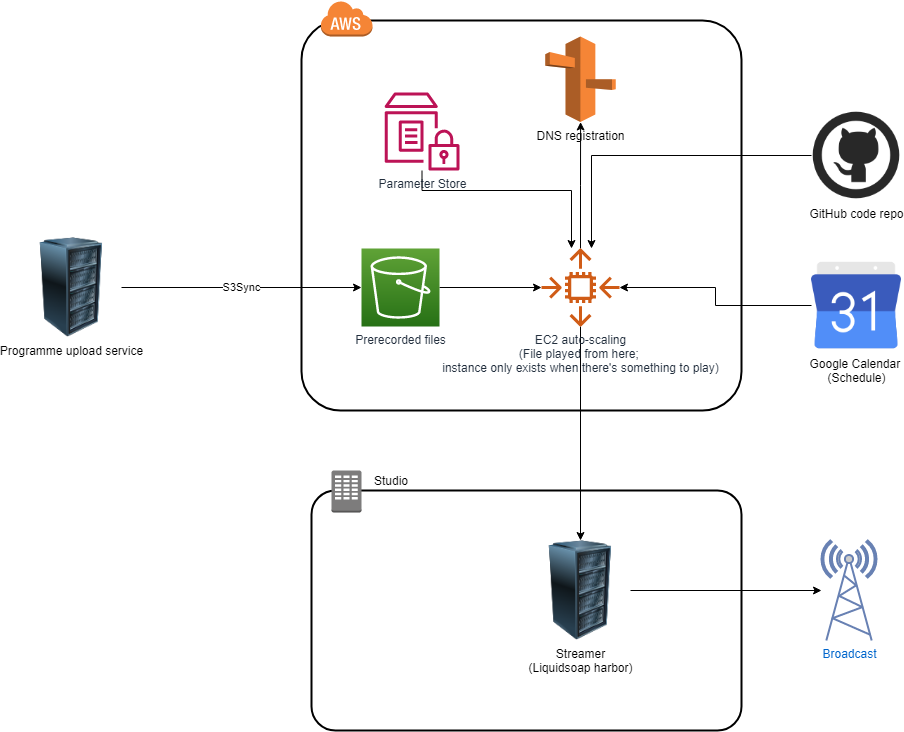 AWS
DNS registration
Parameter Store
GitHub code repo
S3Sync
Programme upload service
Prerecorded files
EC2 auto-scaling
(File played from here;
instance only exists when there's something to play)
31
Google Calendar
(Schedule)
Studio
Streamer
(Liquidsoap harbor)
Broadcast